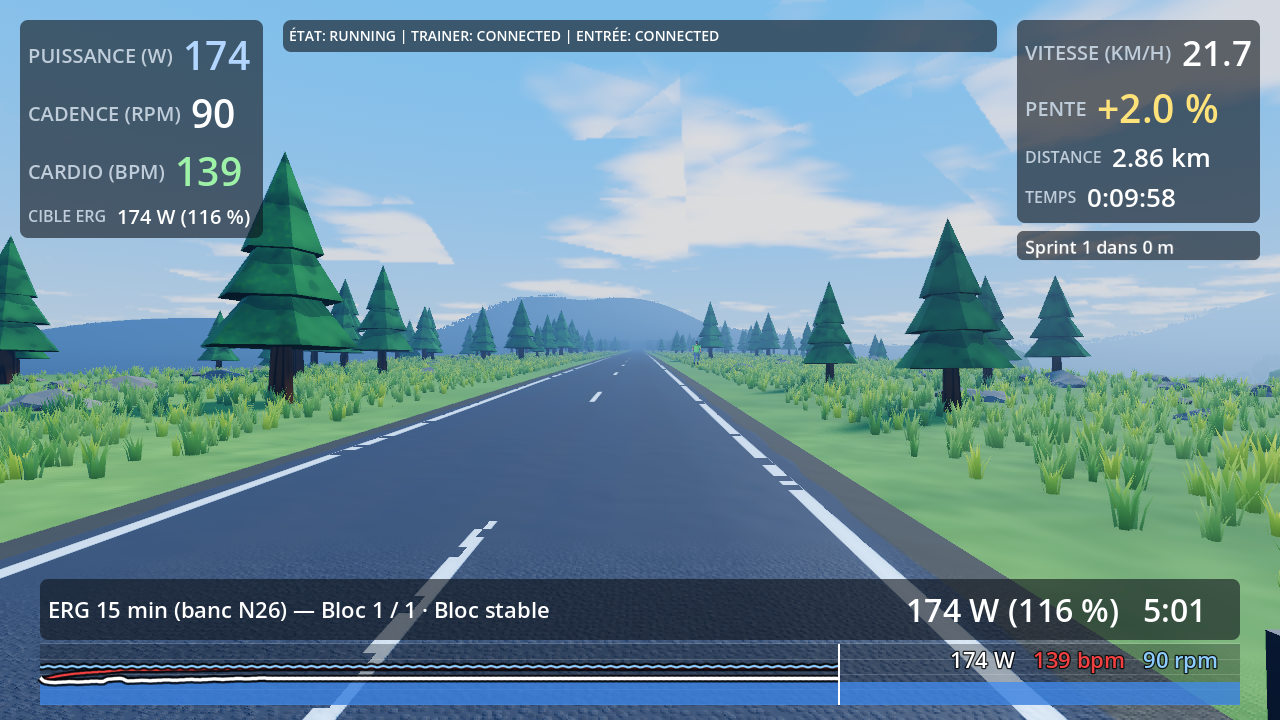 PUISSANCE (W) 174
CADENCE (RPM) 90
CARDIO (BPM) 139
CIBLE ERG 174 W (116 %)
ÉTAT: RUNNING | TRAINER: CONNECTED | ENTRÉE: CONNECTED
VITESSE (KM/H) 21.7
PENTE +2.0 %
DISTANCE 2.86 km
TEMPS 0:09:58
Sprint 1 dans 0 m
ERG 15 min (banc N26) — Bloc 1 / 1 · Bloc stable 174 W (116 %) 5:01
174 W 139 bpm 90 rpm